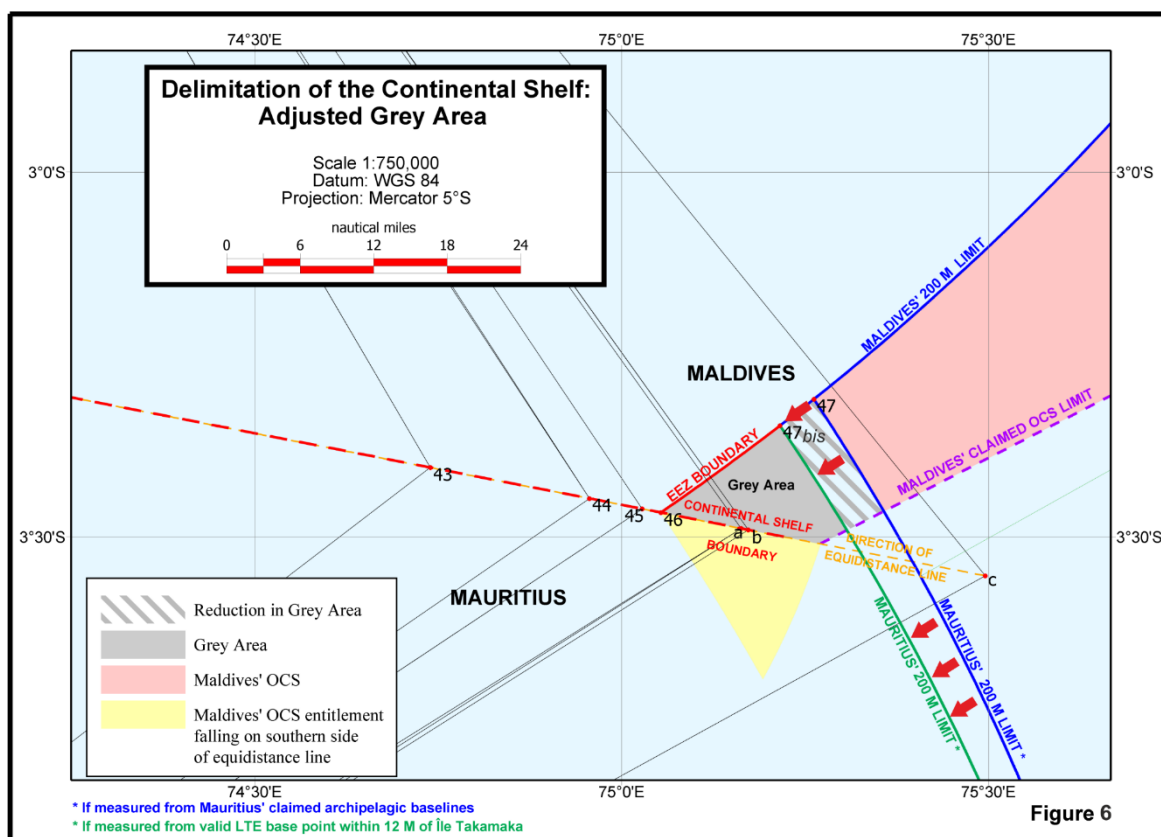 74°30'E 75°0'E 75°30'E
Delimitation of the Continental Shelf:
Adjusted Grey Area
Scale 1:750,000
Datum: WGS 84
Projection: Mercator 5°S
nautical miles
0 6 12 18 24
3°0'S 3°0'S
MALDIVES' 200 M LIMIT
MALDIVES
47
47bis
MALDIVES' CLAIMED OCS LIMIT
EEZ BOUNDARY
43
Grey Area
44
45
46
CONTINENTAL SHELF
BOUNDARY
a b
DIRECTION OF
EQUIDISTANCE LINE
c
3°30'S 3°30'S
MAURITIUS
MAURITIUS' 200 M LIMIT *
MAURITIUS' 200 M LIMIT *
Reduction in Grey Area
Grey Area
Maldives' OCS
Maldives' OCS entitlement
falling on southern side
of equidistance line
74°30'E 75°0'E 75°30'E
* If measured from Mauritius' claimed archipelagic baselines
* If measured from valid LTE base point within 12 M of Île Takamaka
Figure 6